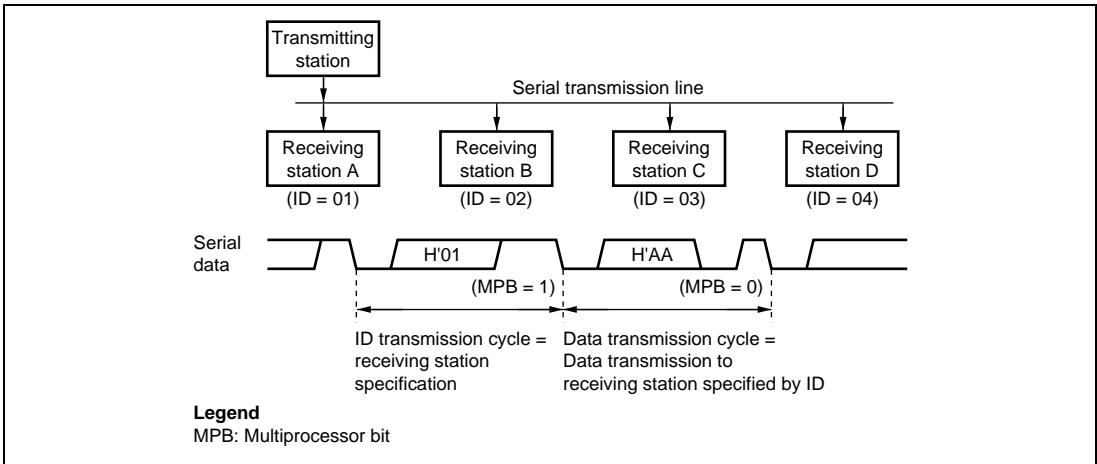 Transmitting
station
Serial transmission line
Receiving
station A
Receiving
station B
Receiving
station C
Receiving
station D
(ID = 01)
(ID = 02)
(ID = 03)
(ID = 04)
Serial
data
H'01
H'AA
(MPB = 1)
(MPB = 0)
ID transmission cycle =
receiving station
specification
Data transmission cycle =
Data transmission to
receiving station specified by ID
Legend
MPB: Multiprocessor bit